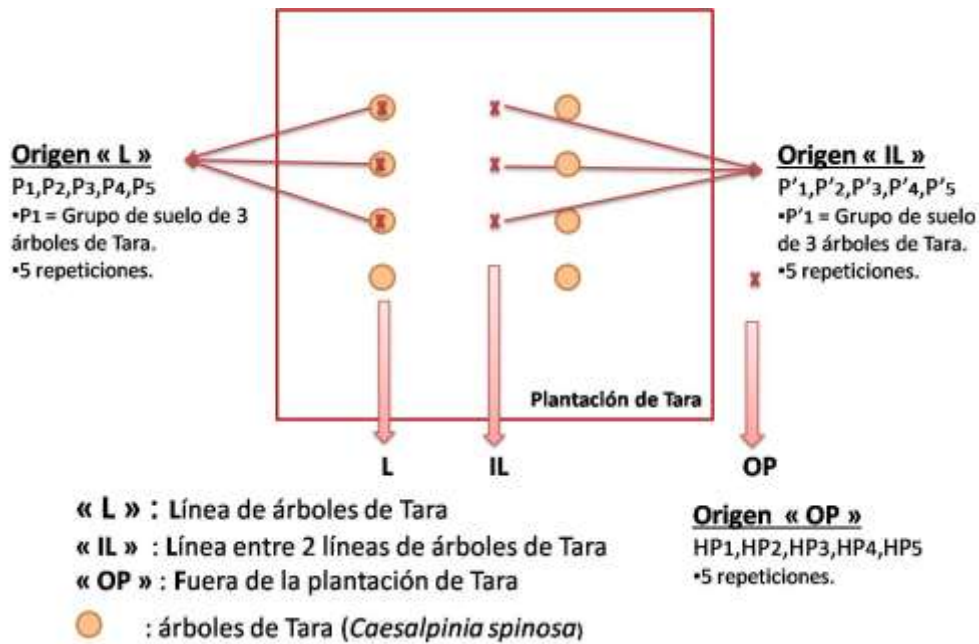 Origen « L »
P1,P2,P3,P4,P5
•P1 = Grupo de suelo de 3
árboles de Tara.
•5 repeticiones.
Origen « IL »
P'1,P'2,P'3,P'4,P'5
•P'1 = Grupo de suelo
de 3 árboles de Tara.
•5 repeticiones.
Plantación de Tara
L
IL
OP
« L » : Línea de árboles de Tara
« IL » : Línea entre 2 líneas de árboles de Tara
« OP » : Fuera de la plantación de Tara
: árboles de Tara (Caesalpinia spinosa)
Origen « OP »
HP1,HP2,HP3,HP4,HP5
•5 repeticiones.